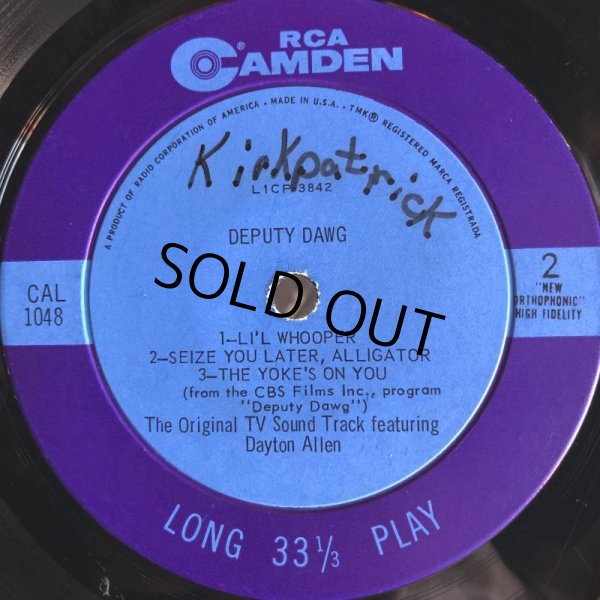 RCA
CAMDEN®
A PRODUCT OF RADIO CORPORATION OF AMERICA • MADE IN U.S.A. • TMK® REGISTERED MARCA REGISTRADA
Kirkpatrick
L1CP-3842
DEPUTY DAWG
CAL
1048
2
"NEW
ORTHOPHONIC"
HIGH FIDELITY
SOLD OUT
1—LI'L WHOOPER
2—SEIZE YOU LATER, ALLIGATOR
3—THE YOKE'S ON YOU
(from the CBS Films Inc., program
"Deputy Dawg")
The Original TV Sound Track featuring
Dayton Allen
LONG 33 1/3 PLAY